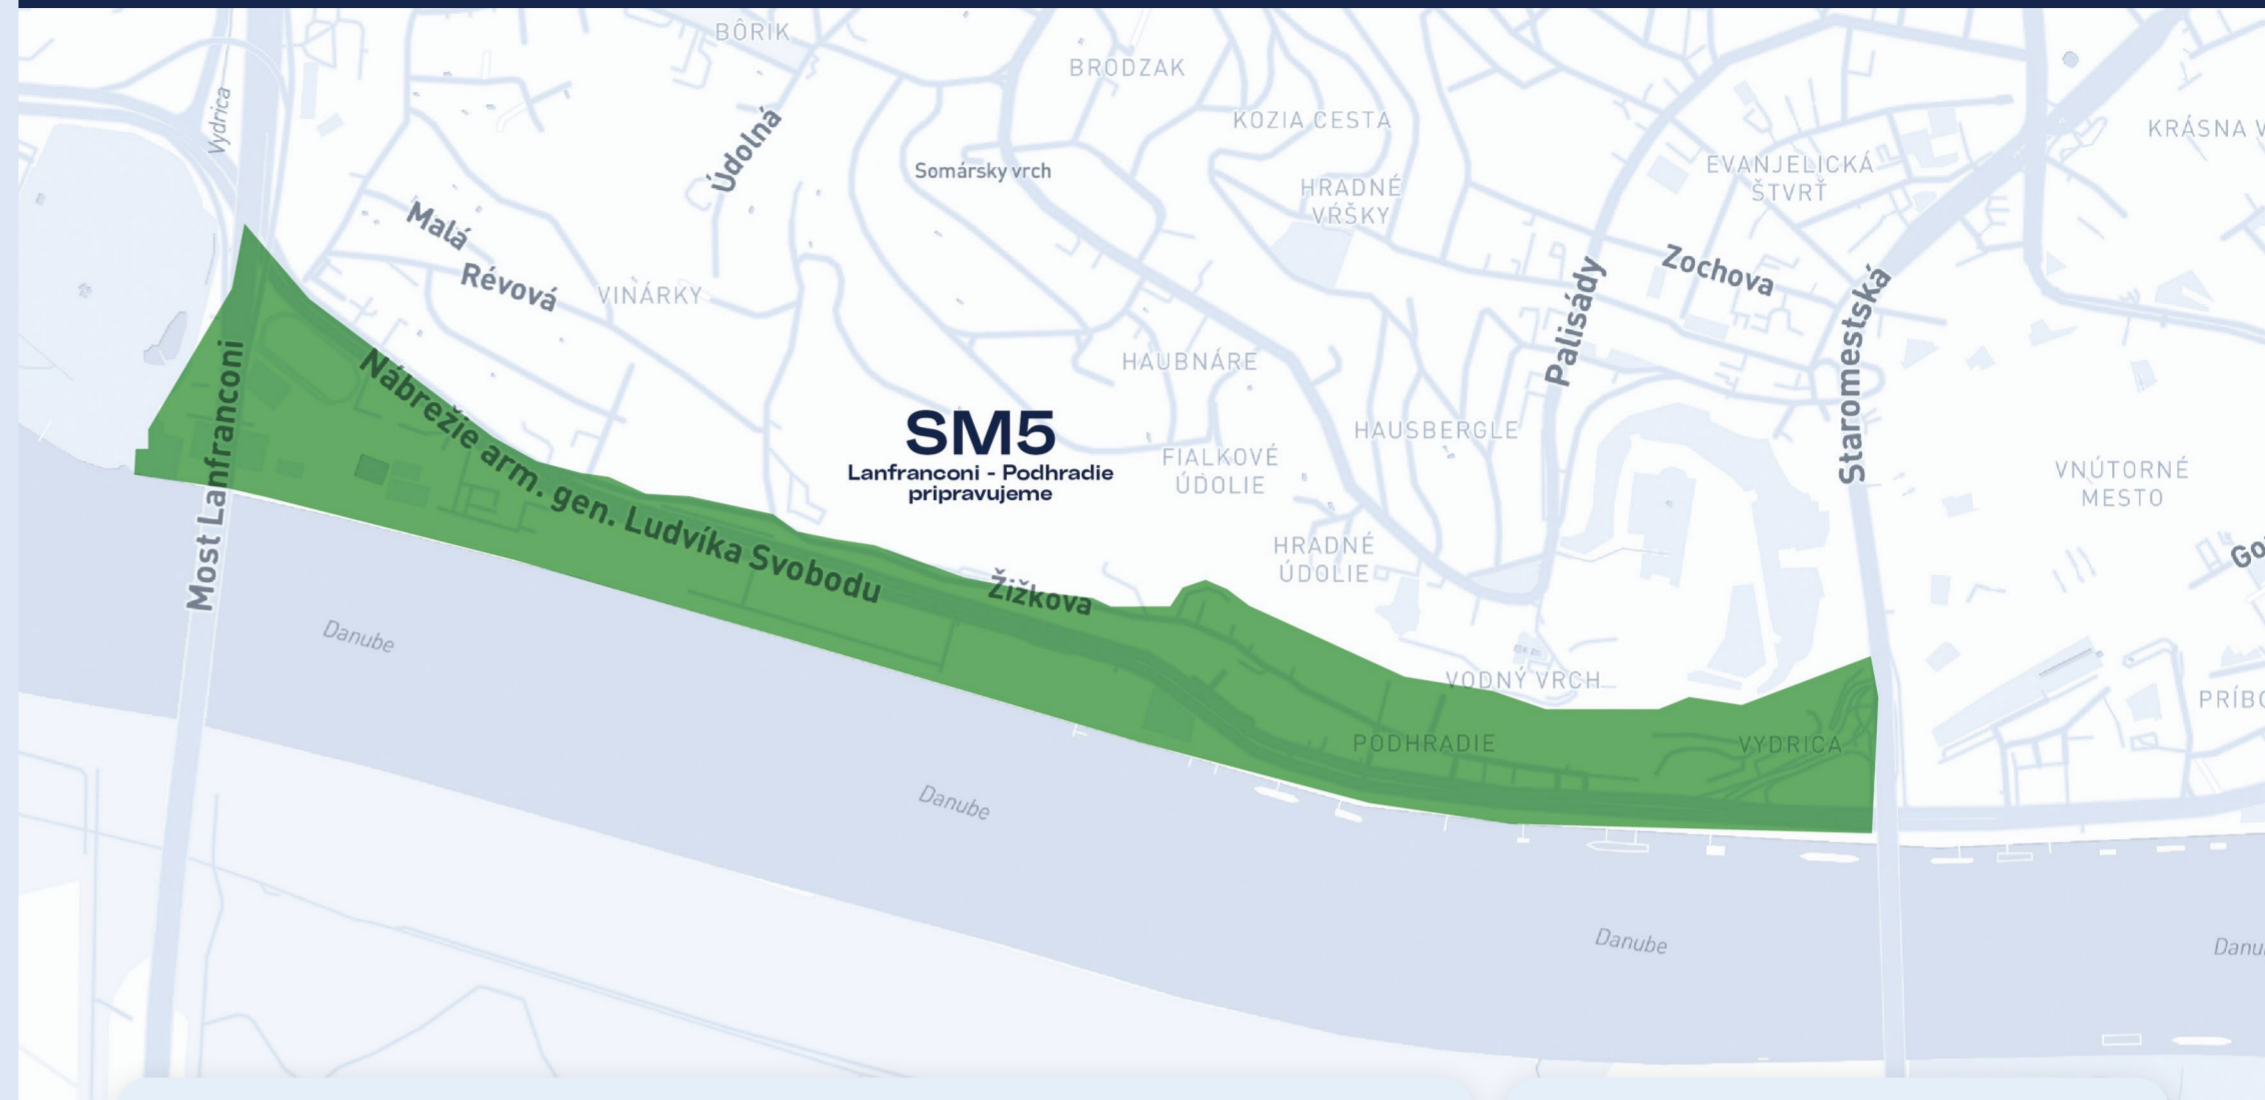 BÔRIK
BRÔDZAK
Vydrica
KOZIA CESTA
KRÁSNA
Údolná
EVANJELICKÁ
ŠTVRŤ
Somársky vrch
HRADNÉ
VŔŠKY
Malá
Révová
VINÁRKY
Zochova
Palisády
Staromestská
HAUBNÁRE
Most Lanfranconi
Nábrežie arm. gen. Ludvíka Svobodu
SM5
Lanfranconi - Podhradie
pripravujeme
HAUSBERGLE
FIALKOVÉ
ÚDOLIE
VNÚTORNÉ
MESTO
HRADNÉ
ÚDOLIE
Go
Žižkova
Danube
VODNÝ VRCH
PRÍBO
PODHRADIE
VYDRICA
Danube
Danube
Danu